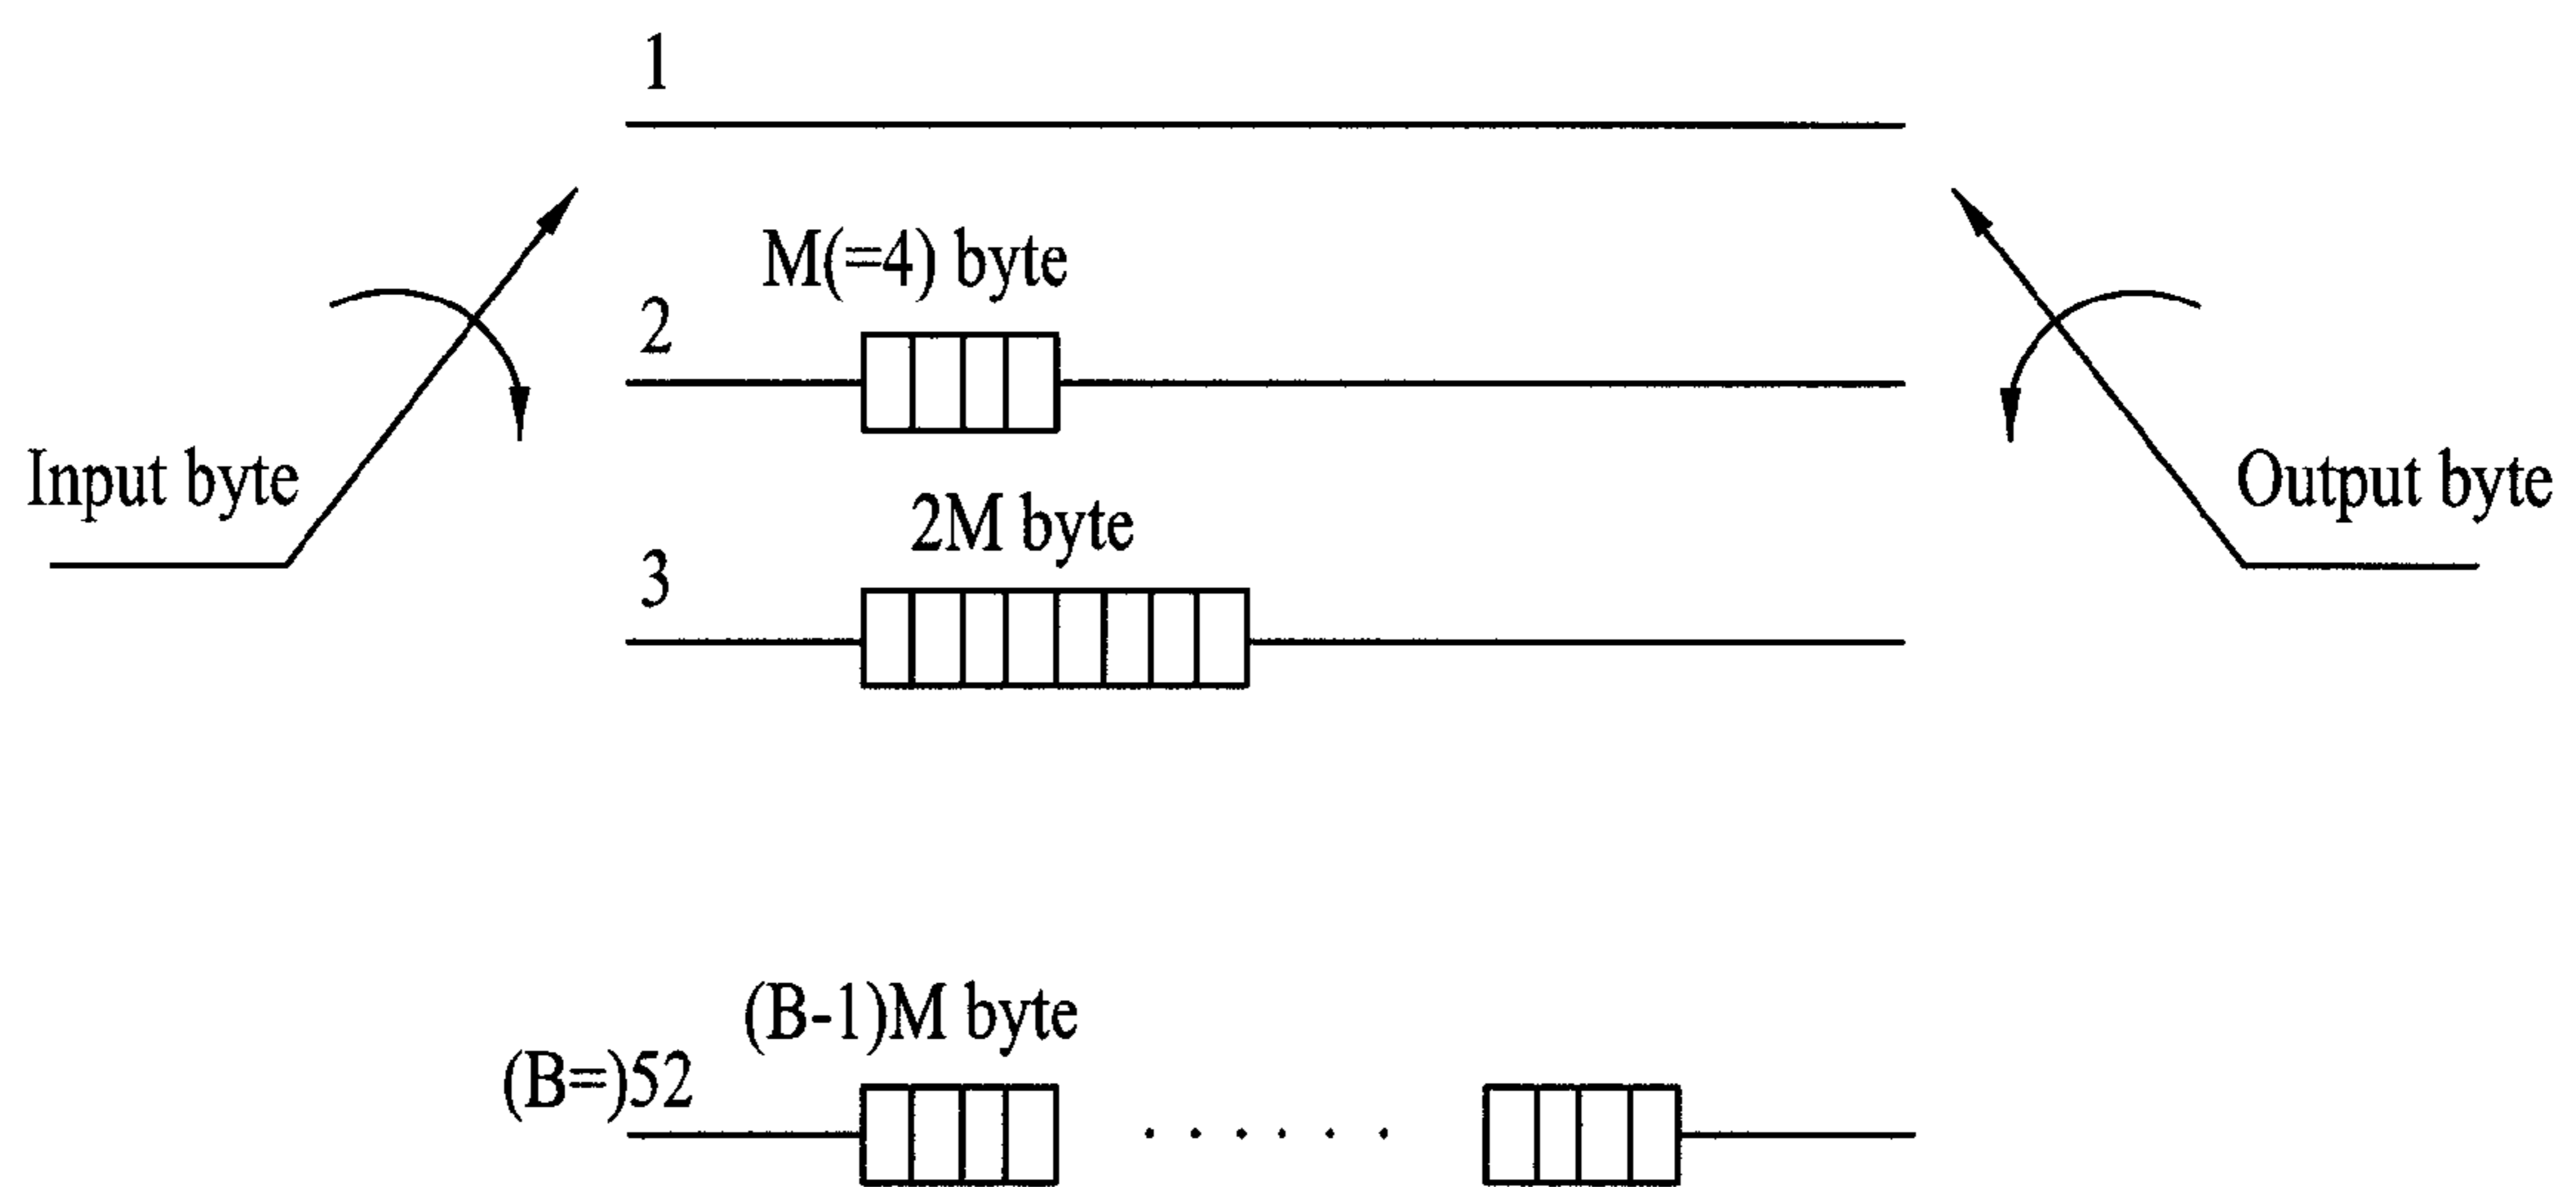 1
M(=4) byte
2
Input byte
Output byte
2M byte
3
(B-1)M byte
(B=)52